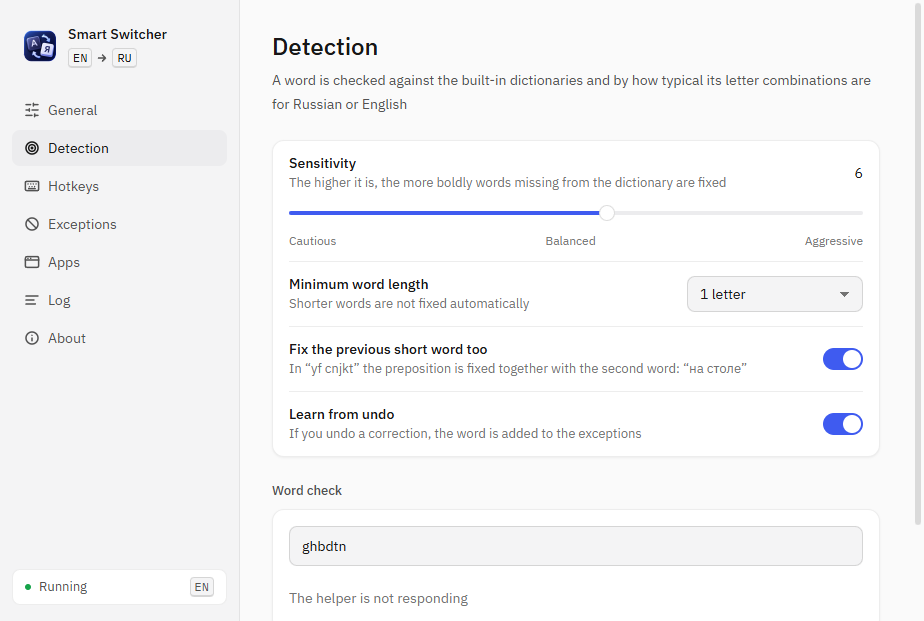 Smart Switcher
EN → RU
General
Detection
Hotkeys
Exceptions
Apps
Log
About
Running
EN
Detection
A word is checked against the built-in dictionaries and by how typical its letter combinations are
for Russian or English
Sensitivity
The higher it is, the more boldly words missing from the dictionary are fixed
6
Cautious
Balanced
Aggressive
Minimum word length
Shorter words are not fixed automatically
1 letter
Fix the previous short word too
In “yf cnjkt” the preposition is fixed together with the second word: “на столе”
Learn from undo
If you undo a correction, the word is added to the exceptions
Word check
ghbdtn
The helper is not responding